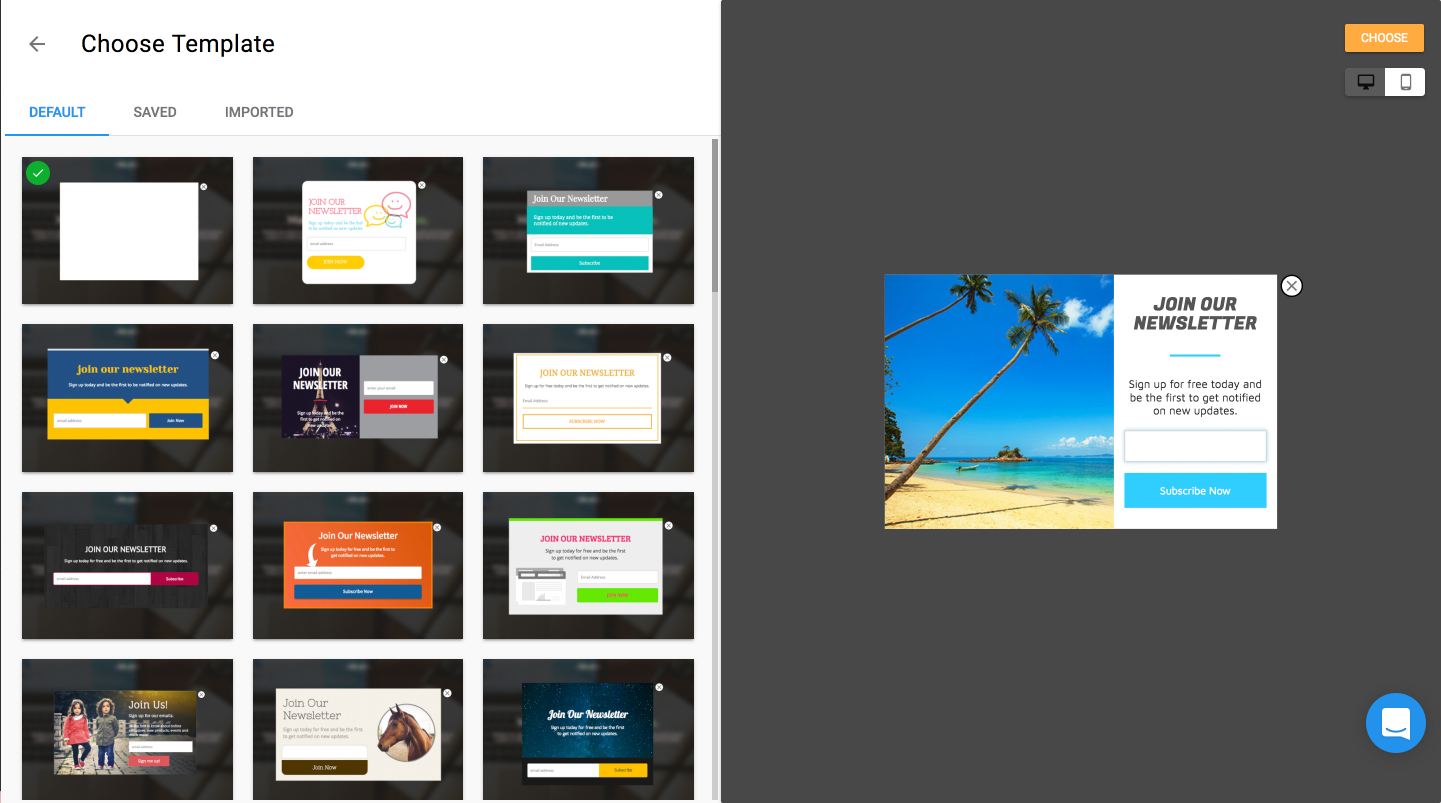 Choose Template
CHOOSE
DEFAULT SAVED IMPORTED
JOIN OUR
NEWSLETTER
Sign up today and be the first
to be notified of new updates.
email address
Join Our Newsletter
Sign up today and be the first to be
notified of new updates.
Email Address
Subscribe
join our newsletter
Sign up today and be the first to be notified on new updates.
email address
Join Now
JOIN OUR
NEWSLETTER
Sign up today and be the
first to get notified on
new updates.
enter your email
JOIN NOW
JOIN OUR NEWSLETTER
Sign up for free today and be the first to get notified on new updates.
Email Address
SUBSCRIBE NOW
JOIN OUR NEWSLETTER
Sign up today for free and be the first to get notified on new updates.
email address
Subscribe
Join Our Newsletter
Sign up today for free and be the first to
get notified on new updates.
enter email address
Subscribe Now
JOIN OUR NEWSLETTER
Sign up today for free and be the first
to get notified on new updates.
Email Address
JOIN NOW
Join Us!
Sign up for our emails
email address
Sign me up!
Join Our
Newsletter
Sign up today for free and be the first
to get notified on new updates.
Join Now
Join Our Newsletter
Sign up today for free and be the first
to get notified on new updates.
email address
Subscribe
JOIN OUR
NEWSLETTER
Sign up for free today and
be the first to get notified
on new updates.
Subscribe Now